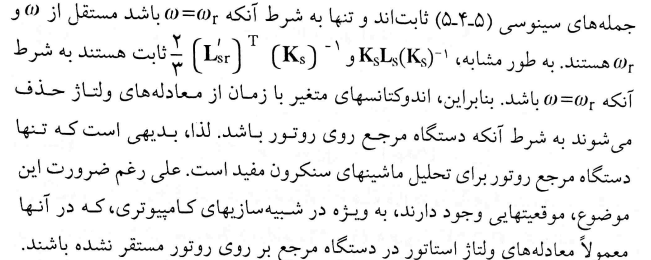 جمله‌های سینوسی (۵-۴-۵) ثابت‌اند و تنها به شرط آنکه ω=ωr باشد مستقل از ω و
ωr هستند. به طور مشابه، KsLs(Ks)⁻¹ و ۲/۳ (L′sr)ᵀ (Ks)⁻¹ ثابت هستند به شرط
آنکه ω=ωr باشد. بنابراین، اندوکتانسهای متغیر با زمان از معادله‌های ولتاژ حذف
می‌شوند به شرط آنکه دستگاه مرجع روی روتور باشد. لذا، بدیهی است که تنها
دستگاه مرجع روتور برای تحلیل ماشینهای سنکرون مفید است. علی رغم ضرورت این
موضوع، موقعیتهایی وجود دارند، به ویژه در شبیه‌سازیهای کامپیوتری، که در آنها
معمولاً معادله‌های ولتاژ استاتور در دستگاه مرجع بر روی روتور مستقر نشده باشند.